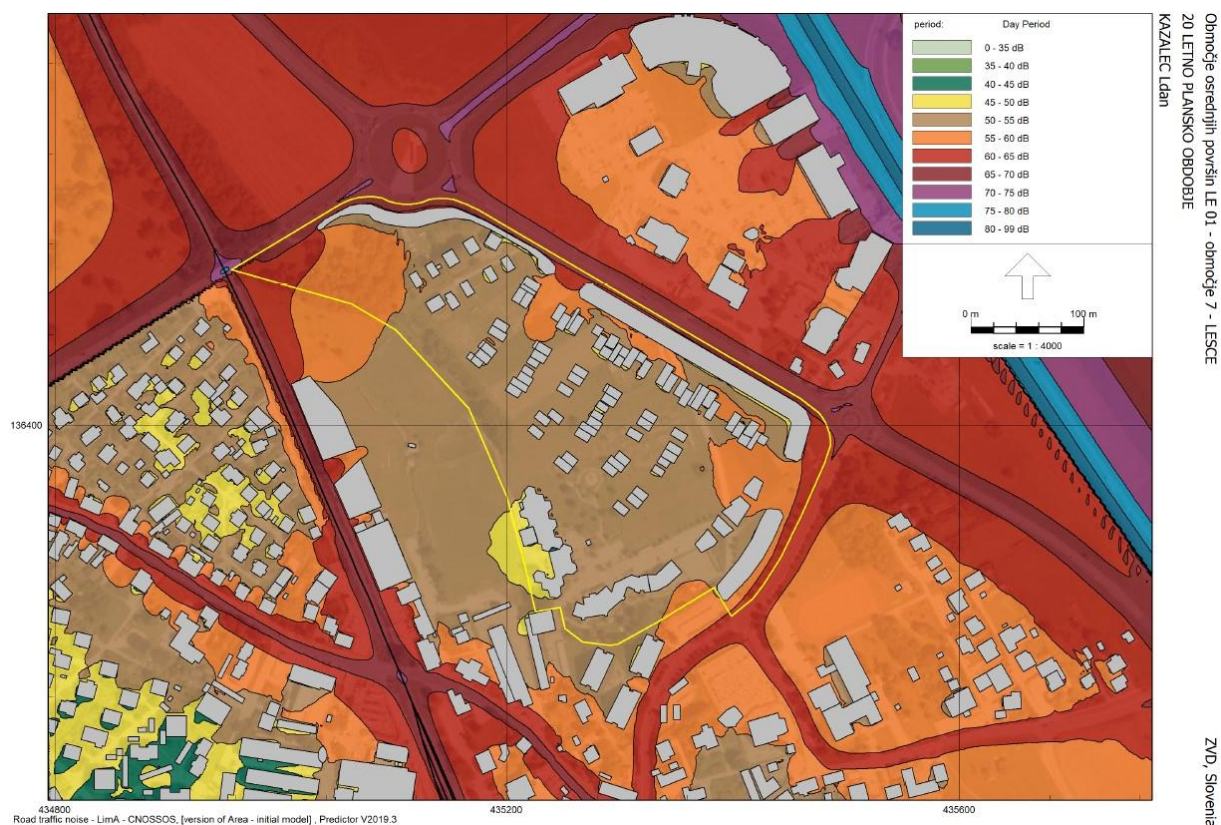 period: Day Period
0 - 35 dB
35 - 40 dB
40 - 45 dB
45 - 50 dB
50 - 55 dB
55 - 60 dB
60 - 65 dB
65 - 70 dB
70 - 75 dB
75 - 80 dB
80 - 99 dB
0 m 100 m
scale = 1 : 4000
Območje osrednjih površin LE 01 - območje 7 - LESCE
20 LETNO PLANSKO OBDOBJE
KAZALEC Ldan
ZVD, Slovenia
136400
434800 435200 435600
Road traffic noise - LimA - CNOSSOS, [version of Area - initial model] , Predictor V2019.3